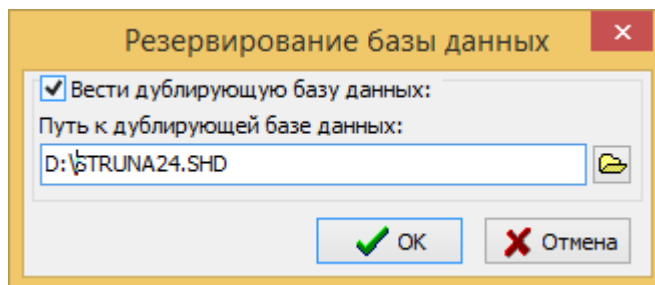 Резервирование базы данных
Вести дублирующую базу данных:
Путь к дублирующей базе данных:
D:\STRUNA24.SHD
OK
Отмена